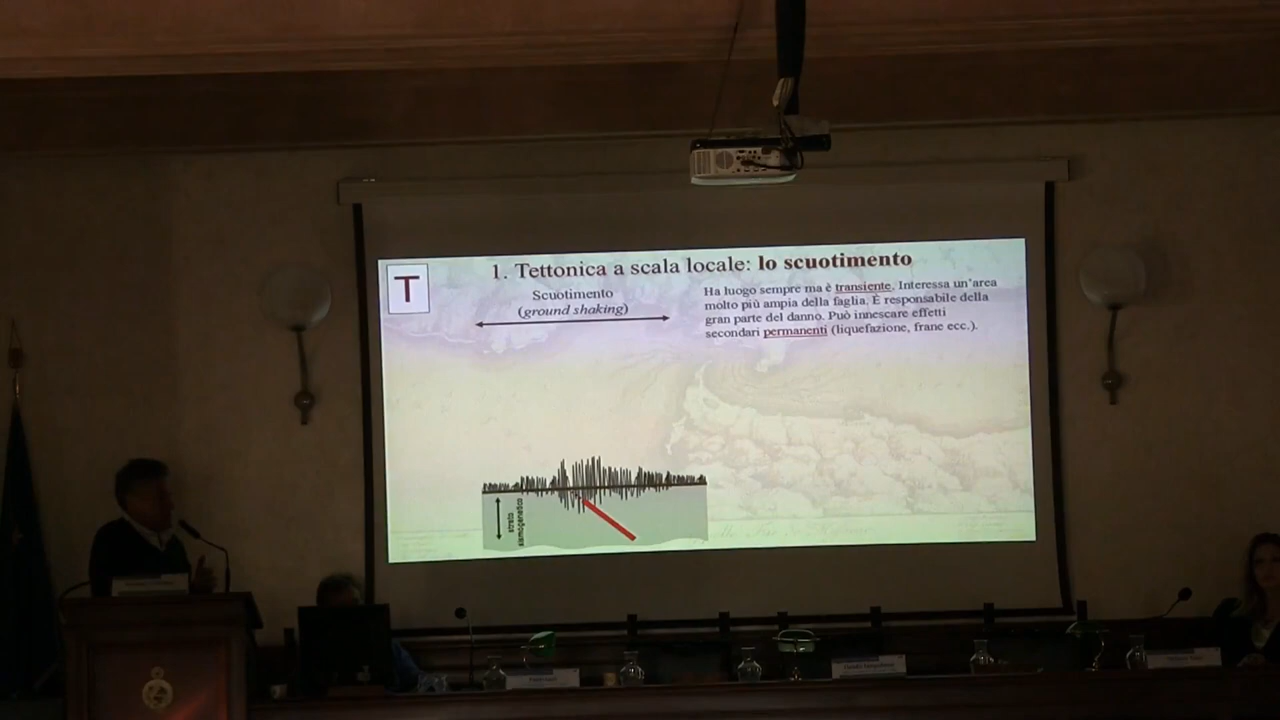 T
1. Tettonica a scala locale: lo scuotimento
Scuotimento
(ground shaking)
Ha luogo sempre ma è transiente. Interessa un'area
molto più ampia della faglia. È responsabile della
gran parte del danno. Può innescare effetti
secondari permanenti (liquefazione, frane ecc.).
strato
sismogenetico